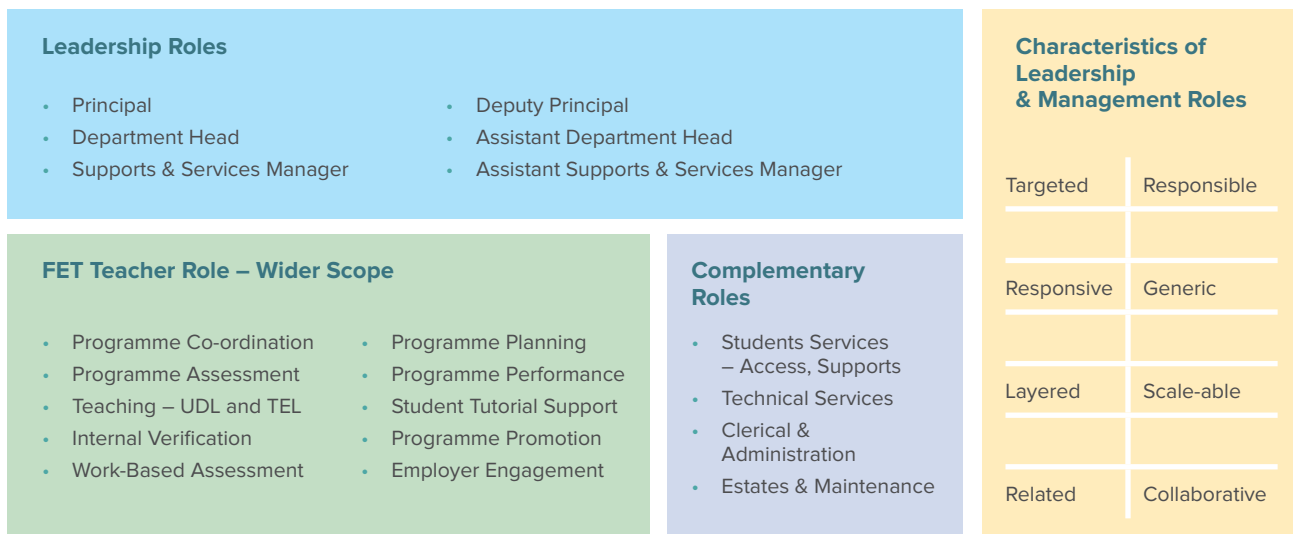 Leadership Roles
• Principal
• Department Head
• Supports & Services Manager
• Deputy Principal
• Assistant Department Head
• Assistant Supports & Services Manager
FET Teacher Role – Wider Scope
• Programme Co-ordination
• Programme Assessment
• Teaching – UDL and TEL
• Internal Verification
• Work-Based Assessment
• Programme Planning
• Programme Performance
• Student Tutorial Support
• Programme Promotion
• Employer Engagement
Complementary
Roles
• Students Services
– Access, Supports
• Technical Services
• Clerical &
Administration
• Estates & Maintenance
Characteristics of
Leadership
& Management Roles
Targeted Responsible
Responsive Generic
Layered Scale-able
Related Collaborative